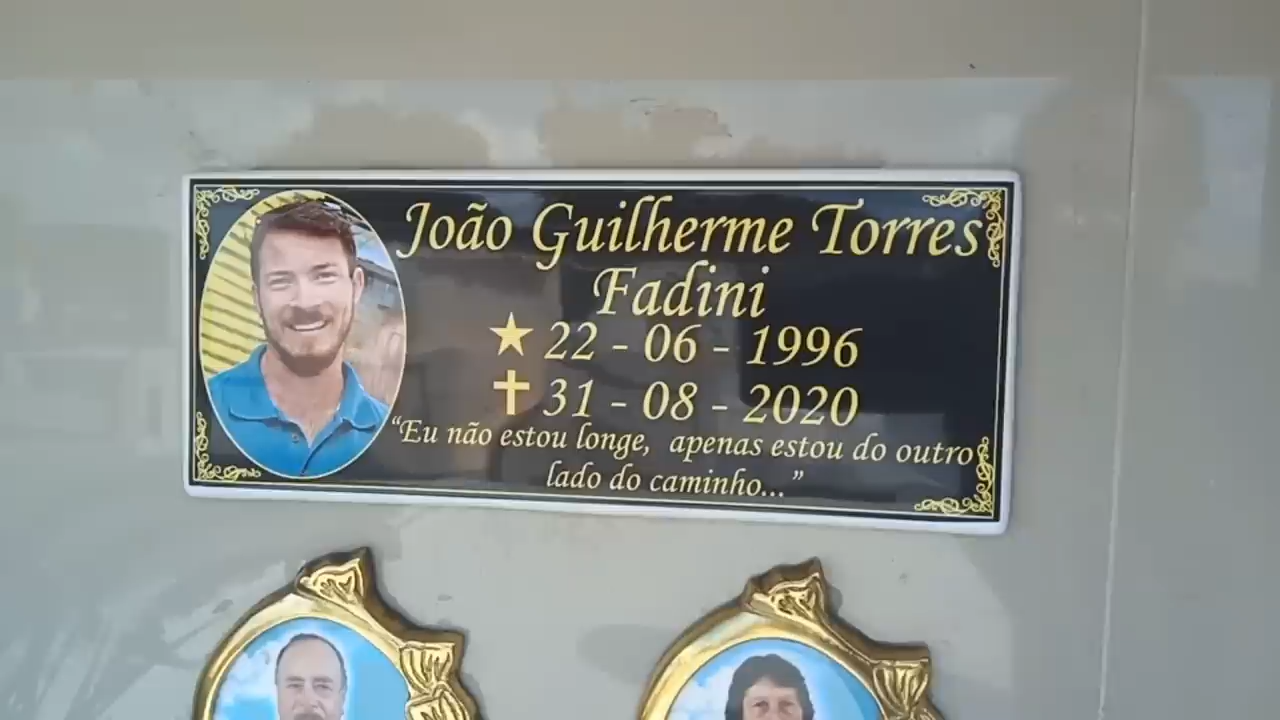 João Guilherme Torres
Fadini
★ 22 - 06 - 1996
✝ 31 - 08 - 2020
“Eu não estou longe, apenas estou do outro
lado do caminho...”